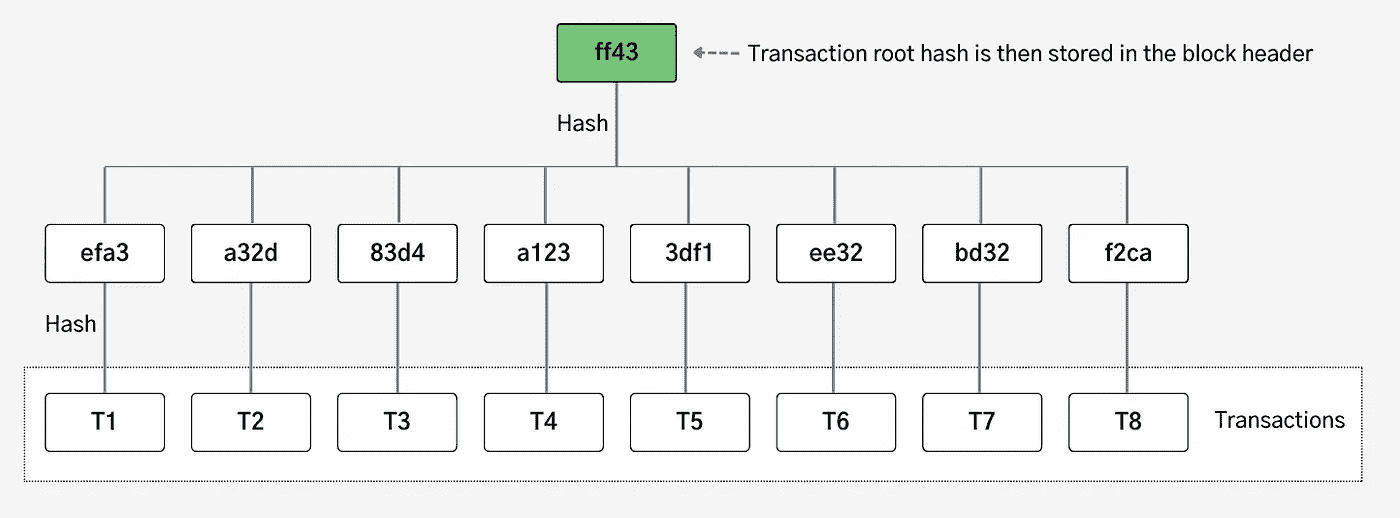 ff43
Transaction root hash is then stored in the block header
Hash
efa3 a32d 83d4 a123 3df1 ee32 bd32 f2ca
Hash
T1 T2 T3 T4 T5 T6 T7 T8 Transactions